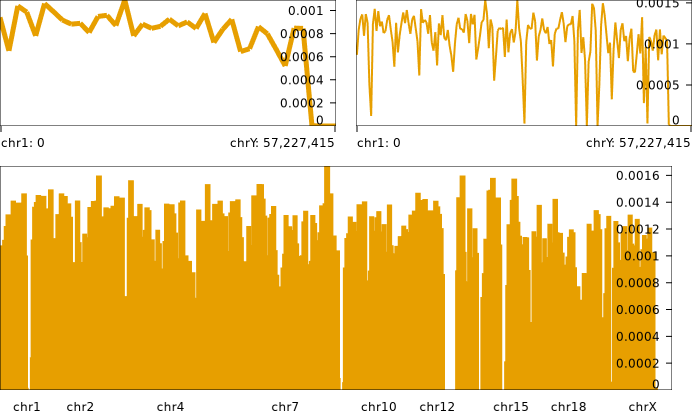 0.001
0.0008
0.0006
0.0004
0.0002
0
chr1: 0
chrY: 57,227,415
0.0015
0.001
0.0005
0
chr1: 0
chrY: 57,227,415
0.0016
0.0014
0.0012
0.001
0.0008
0.0006
0.0004
0.0002
0
chr1
chr2
chr4
chr7
chr10
chr12
chr15
chr18
chrX